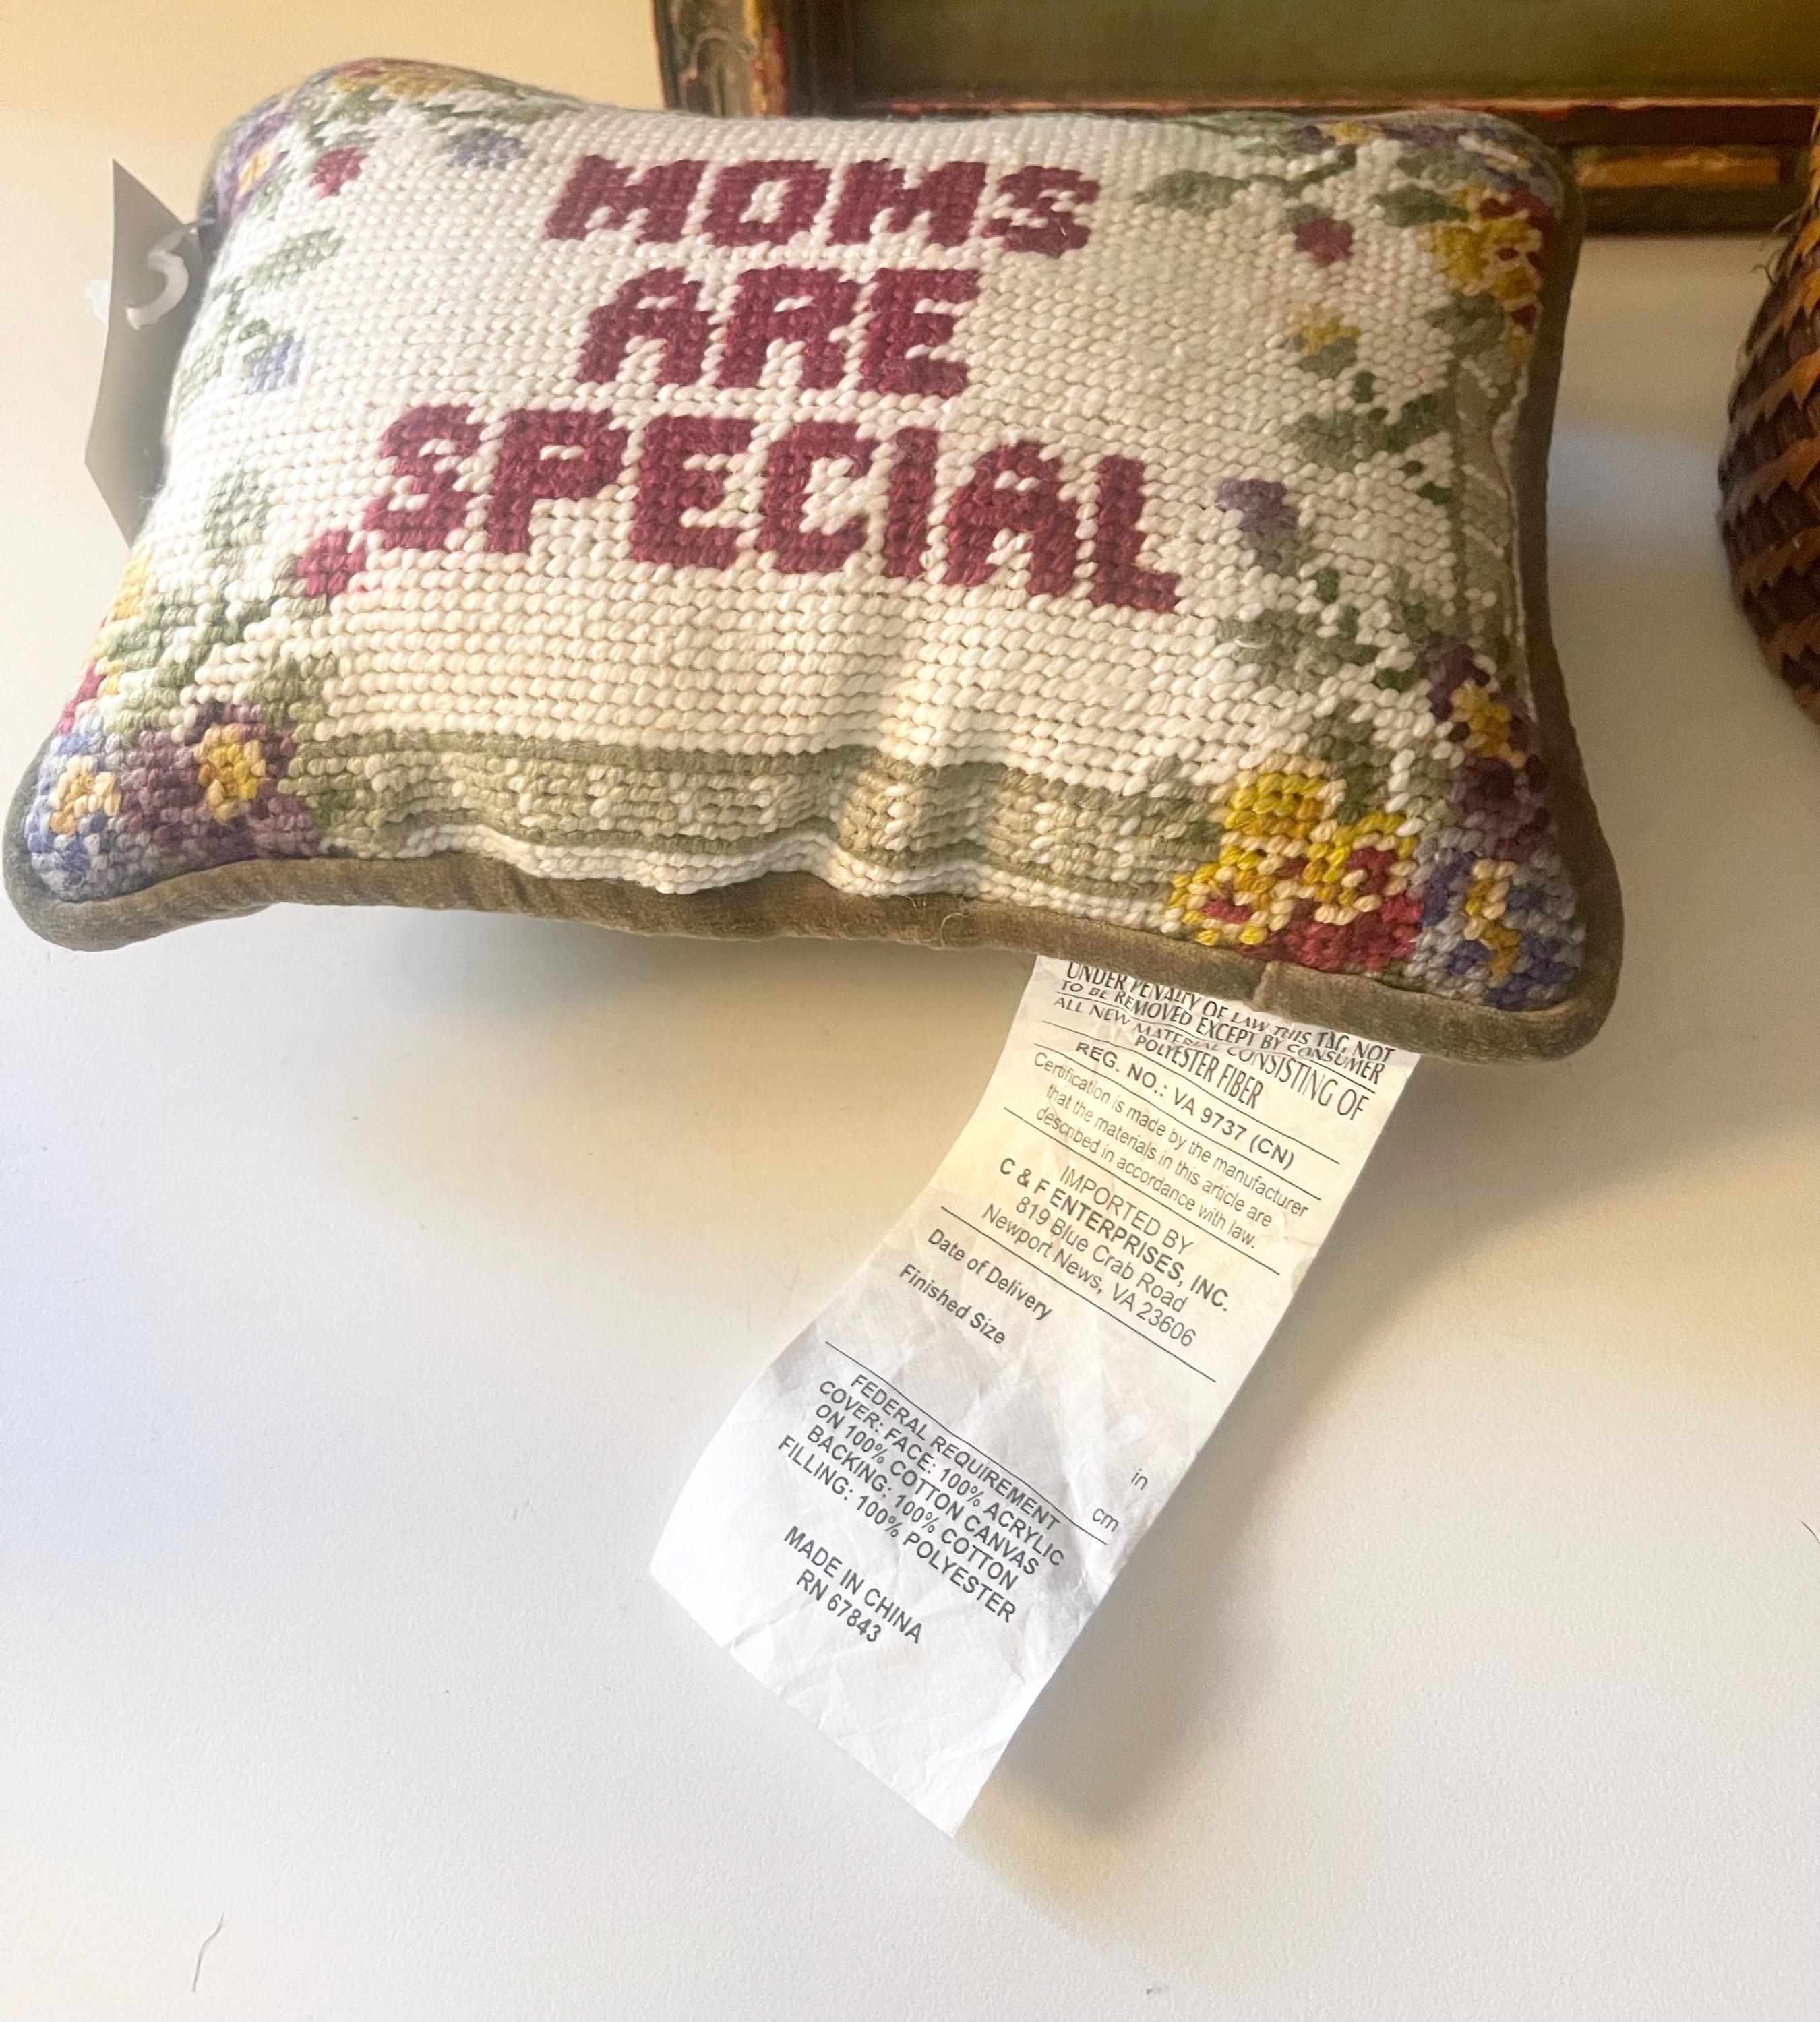 MOMS
ARE
SPECIAL
UNDER PENALTY OF LAW THIS TAG NOT
TO BE REMOVED EXCEPT BY CONSUMER
ALL NEW MATERIAL CONSISTING OF
POLYESTER FIBER
REG. NO.: VA 9737 (CN)
Certification is made by the manufacturer
that the materials in this article are
described in accordance with law.
IMPORTED BY
C & F ENTERPRISES, INC.
819 Blue Crab Road
Newport News, VA 23606
Date of Delivery
Finished Size
in
cm
FEDERAL REQUIREMENT
COVER: FACE: 100% ACRYLIC
ON 100% COTTON CANVAS
BACKING: 100% COTTON
FILLING: 100% POLYESTER
MADE IN CHINA
RN 67843